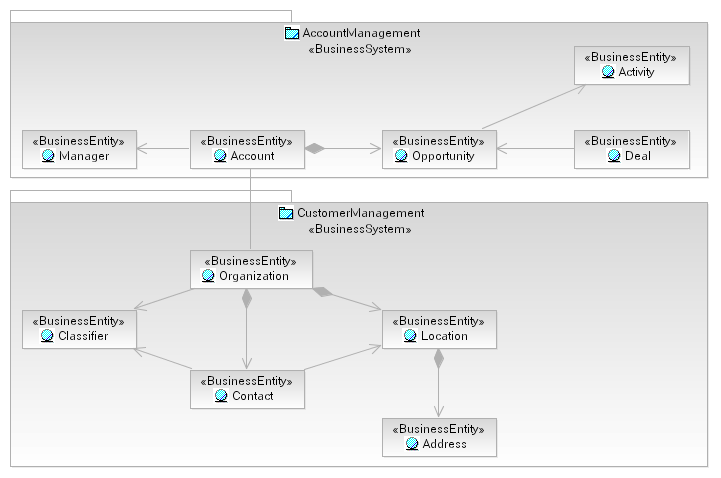 AccountManagement
«BusinessSystem»
«BusinessEntity»
Activity
«BusinessEntity»
Manager
«BusinessEntity»
Account
«BusinessEntity»
Opportunity
«BusinessEntity»
Deal
CustomerManagement
«BusinessSystem»
«BusinessEntity»
Organization
«BusinessEntity»
Classifier
«BusinessEntity»
Location
«BusinessEntity»
Contact
«BusinessEntity»
Address